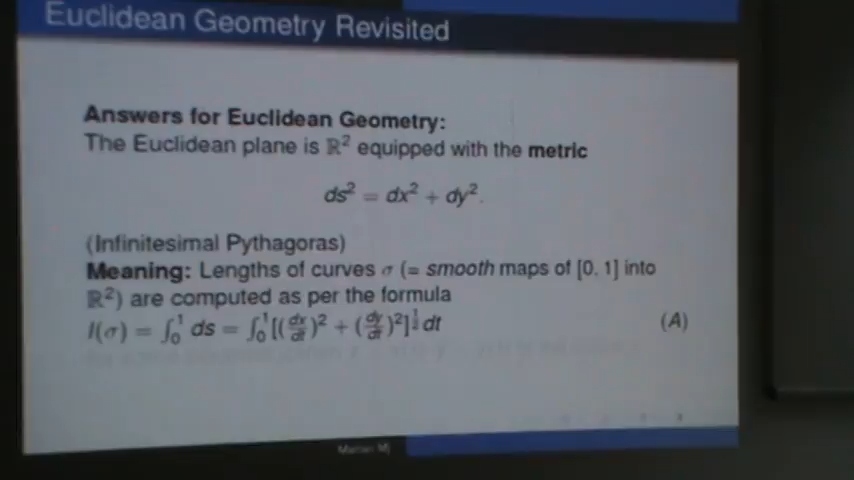 Euclidean Geometry Revisited
Answers for Euclidean Geometry:
The Euclidean plane is ℝ² equipped with the metric
ds² = dx² + dy².
(Infinitesimal Pythagoras)
Meaning: Lengths of curves σ (= smooth maps of [0, 1] into
ℝ²) are computed as per the formula
l(σ) = ∫₀¹ ds = ∫₀¹[(dx/dt)² + (dy/dt)²]^½ dt (A)